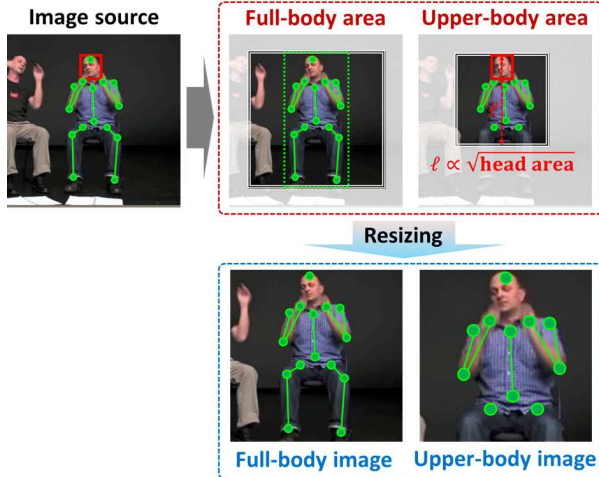 Image source
Full-body area
Upper-body area
ℓ
ℓ ∝ √head area
Resizing
Full-body image
Upper-body image